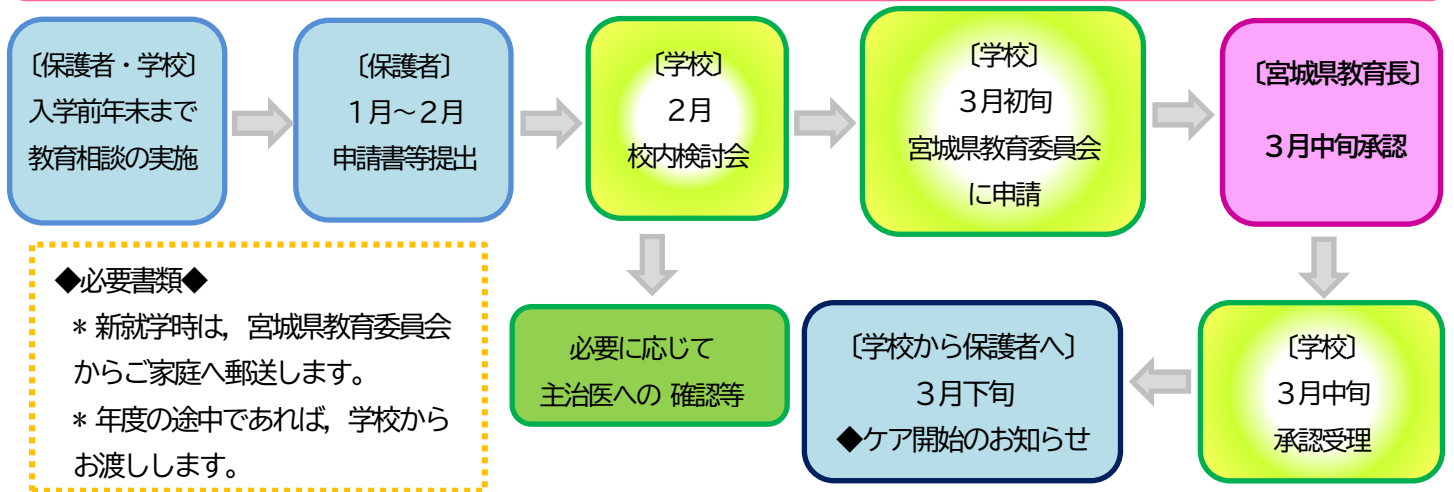 〔保護者・学校〕
入学前年末まで
教育相談の実施
〔保護者〕
１月～２月
申請書等提出
〔学校〕
２月
校内検討会
〔学校〕
３月初旬
宮城県教育委員会
に申請
〔宮城県教育長〕
３月中旬承認
◆必要書類◆
＊新就学時は，宮城県教育委員会
からご家庭へ郵送します。
＊年度の途中であれば，学校から
お渡しします。
必要に応じて
主治医への 確認等
〔学校から保護者へ〕
３月下旬
◆ケア開始のお知らせ
〔学校〕
３月中旬
承認受理